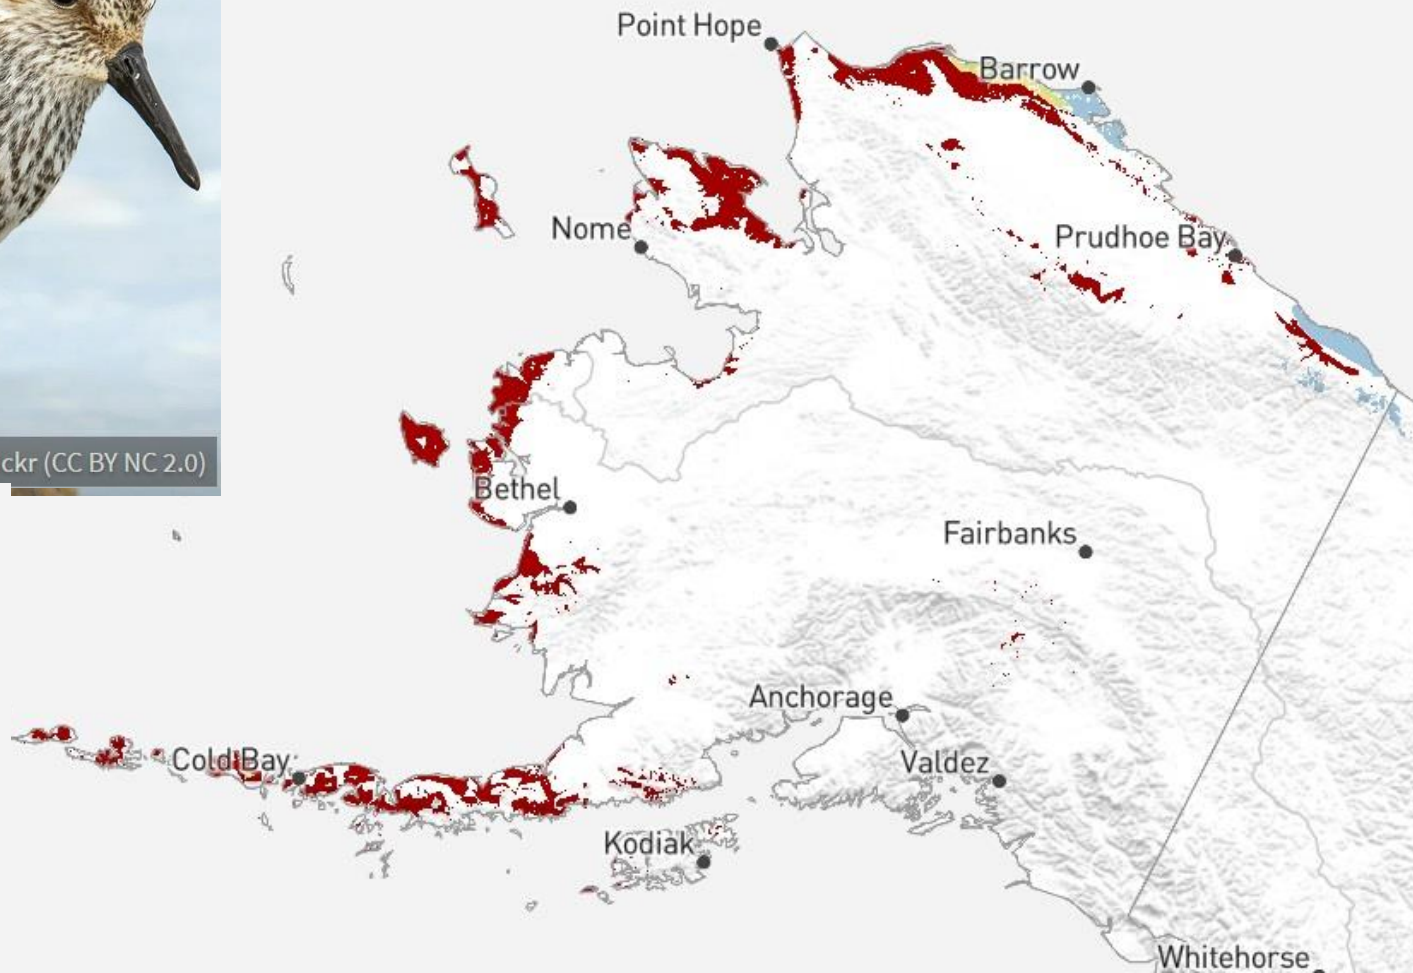 Point Hope
Barrow
Nome
Prudhoe Bay
ckr (CC BY NC 2.0)
Bethel
Fairbanks
Anchorage
Cold Bay
Valdez
Kodiak
Whitehorse